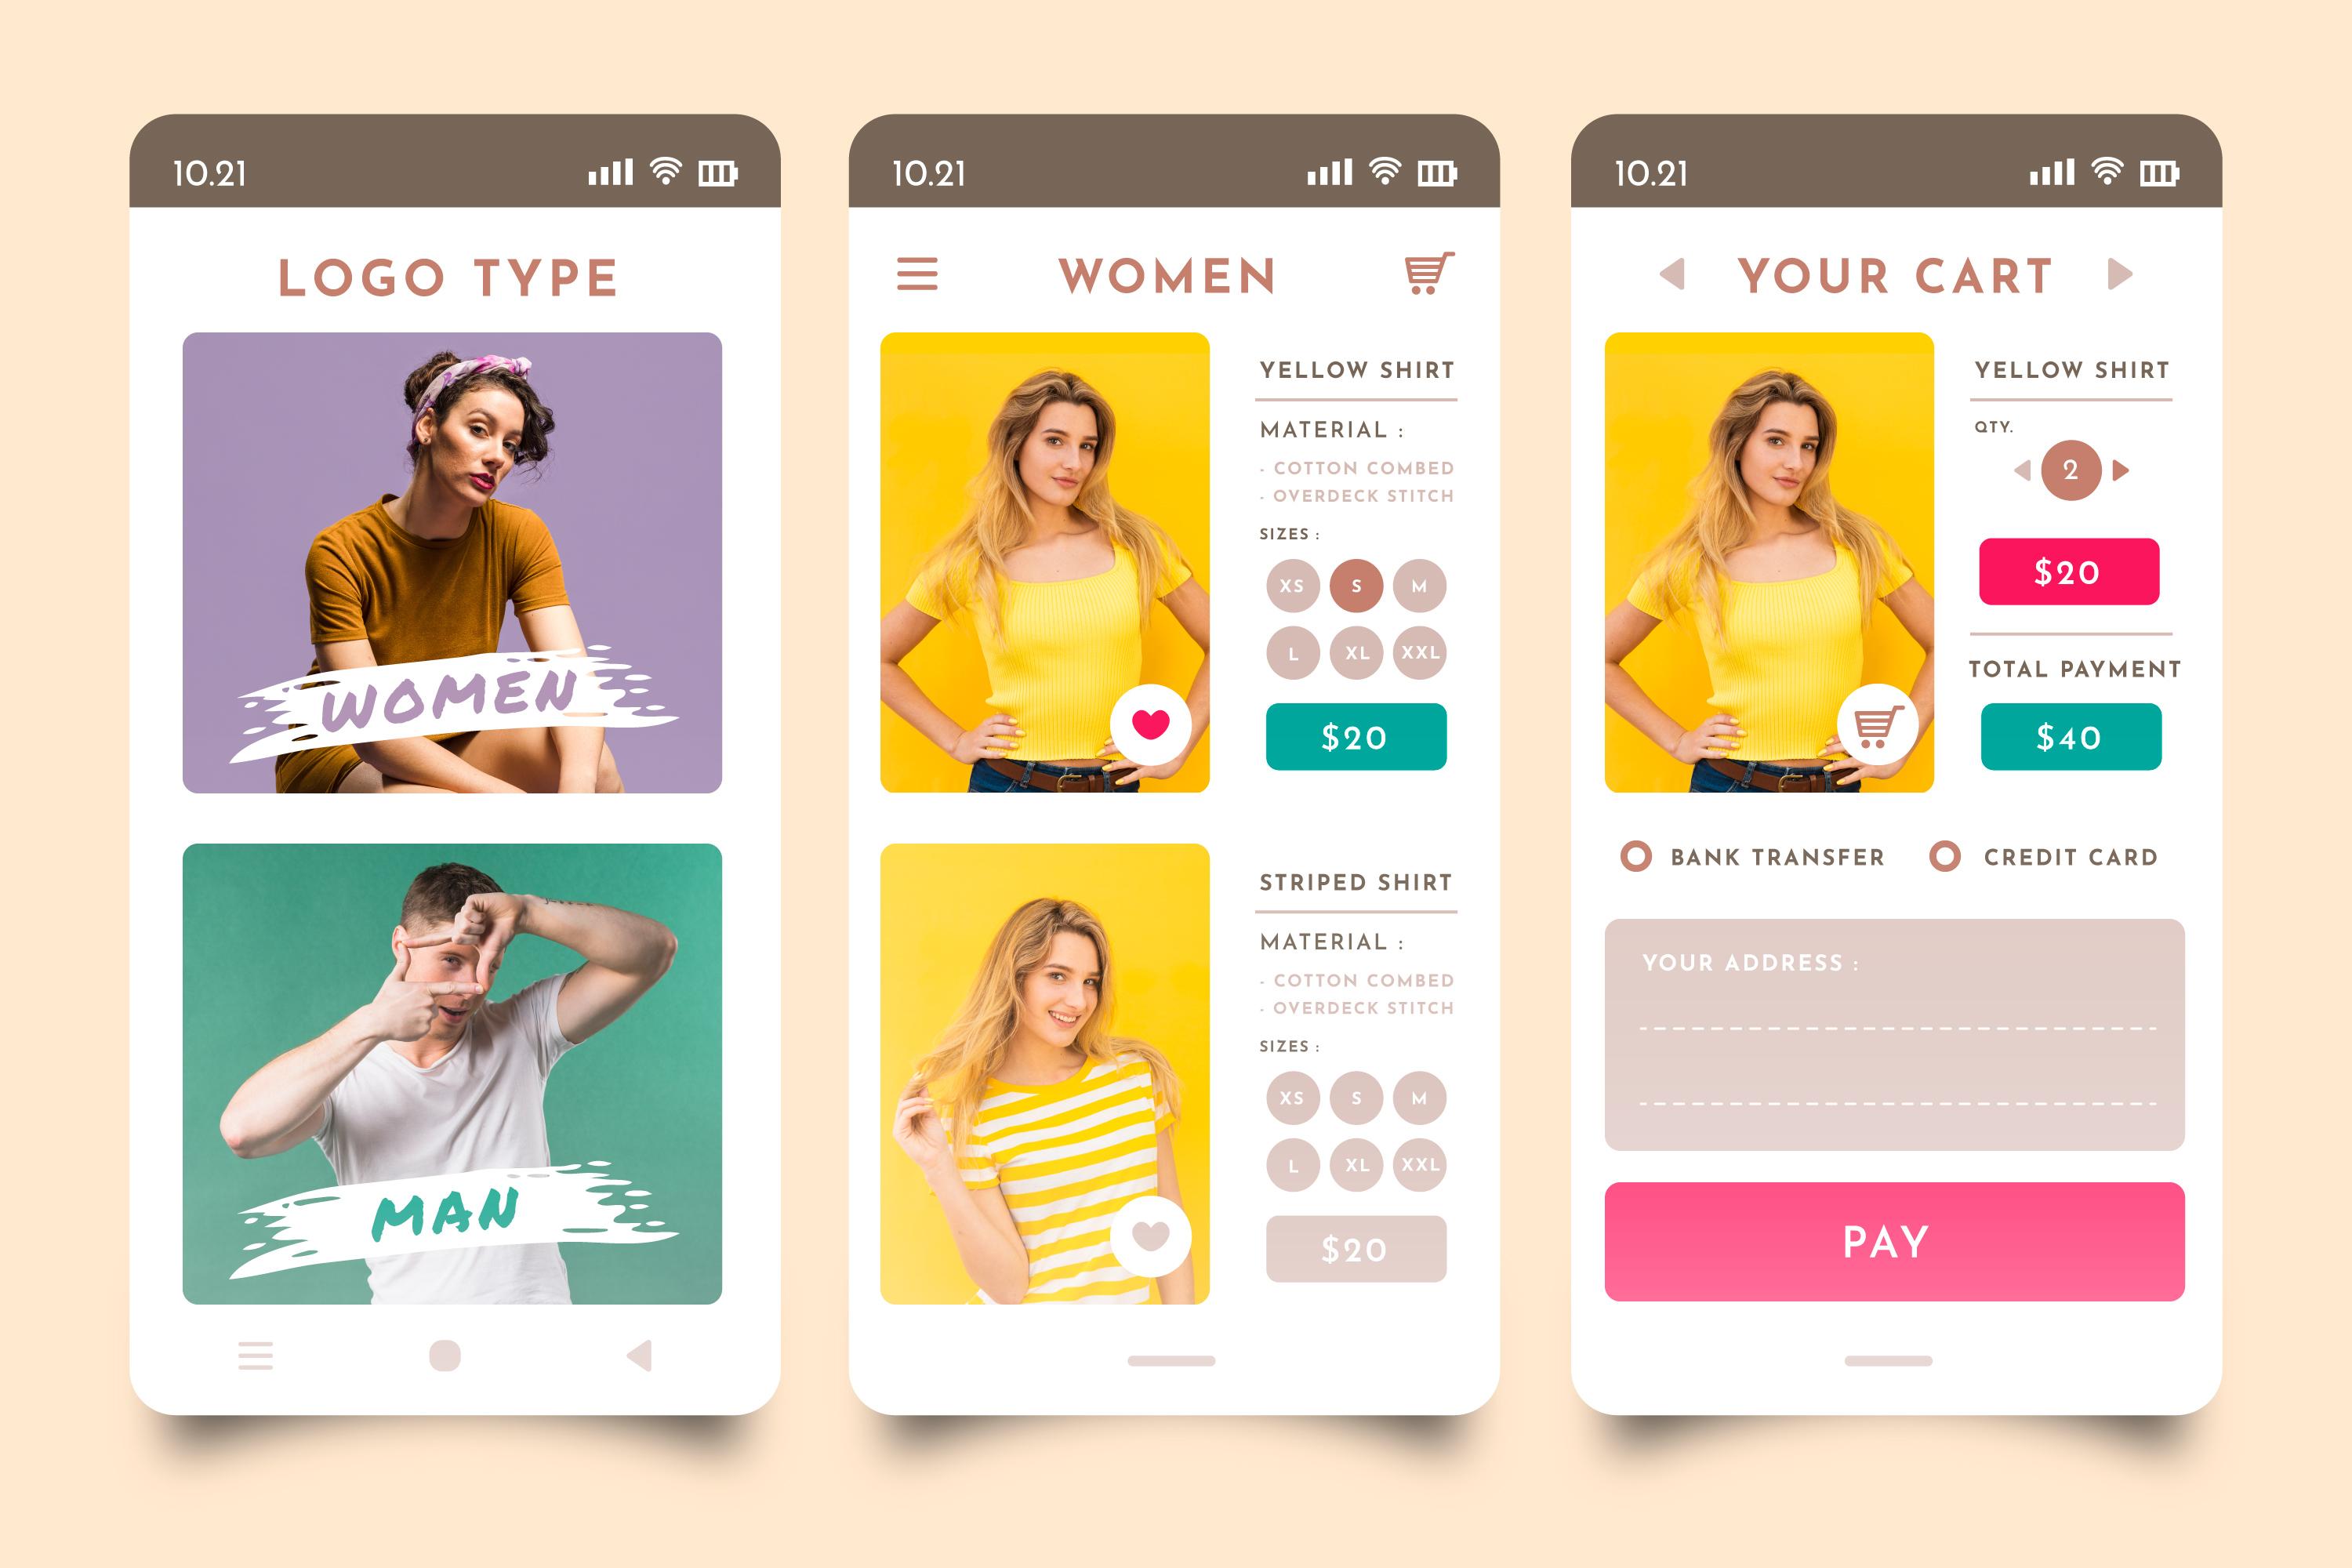 10.21
LOGO TYPE
WOMEN
MAN
10.21
WOMEN
YELLOW SHIRT
MATERIAL :
- COTTON COMBED
- OVERDECK STITCH
SIZES :
XS S M
L XL XXL
$20
STRIPED SHIRT
MATERIAL :
- COTTON COMBED
- OVERDECK STITCH
SIZES :
XS S M
L XL XXL
$20
10.21
YOUR CART
YELLOW SHIRT
QTY.
2
$20
TOTAL PAYMENT
$40
BANK TRANSFER CREDIT CARD
YOUR ADDRESS :
PAY